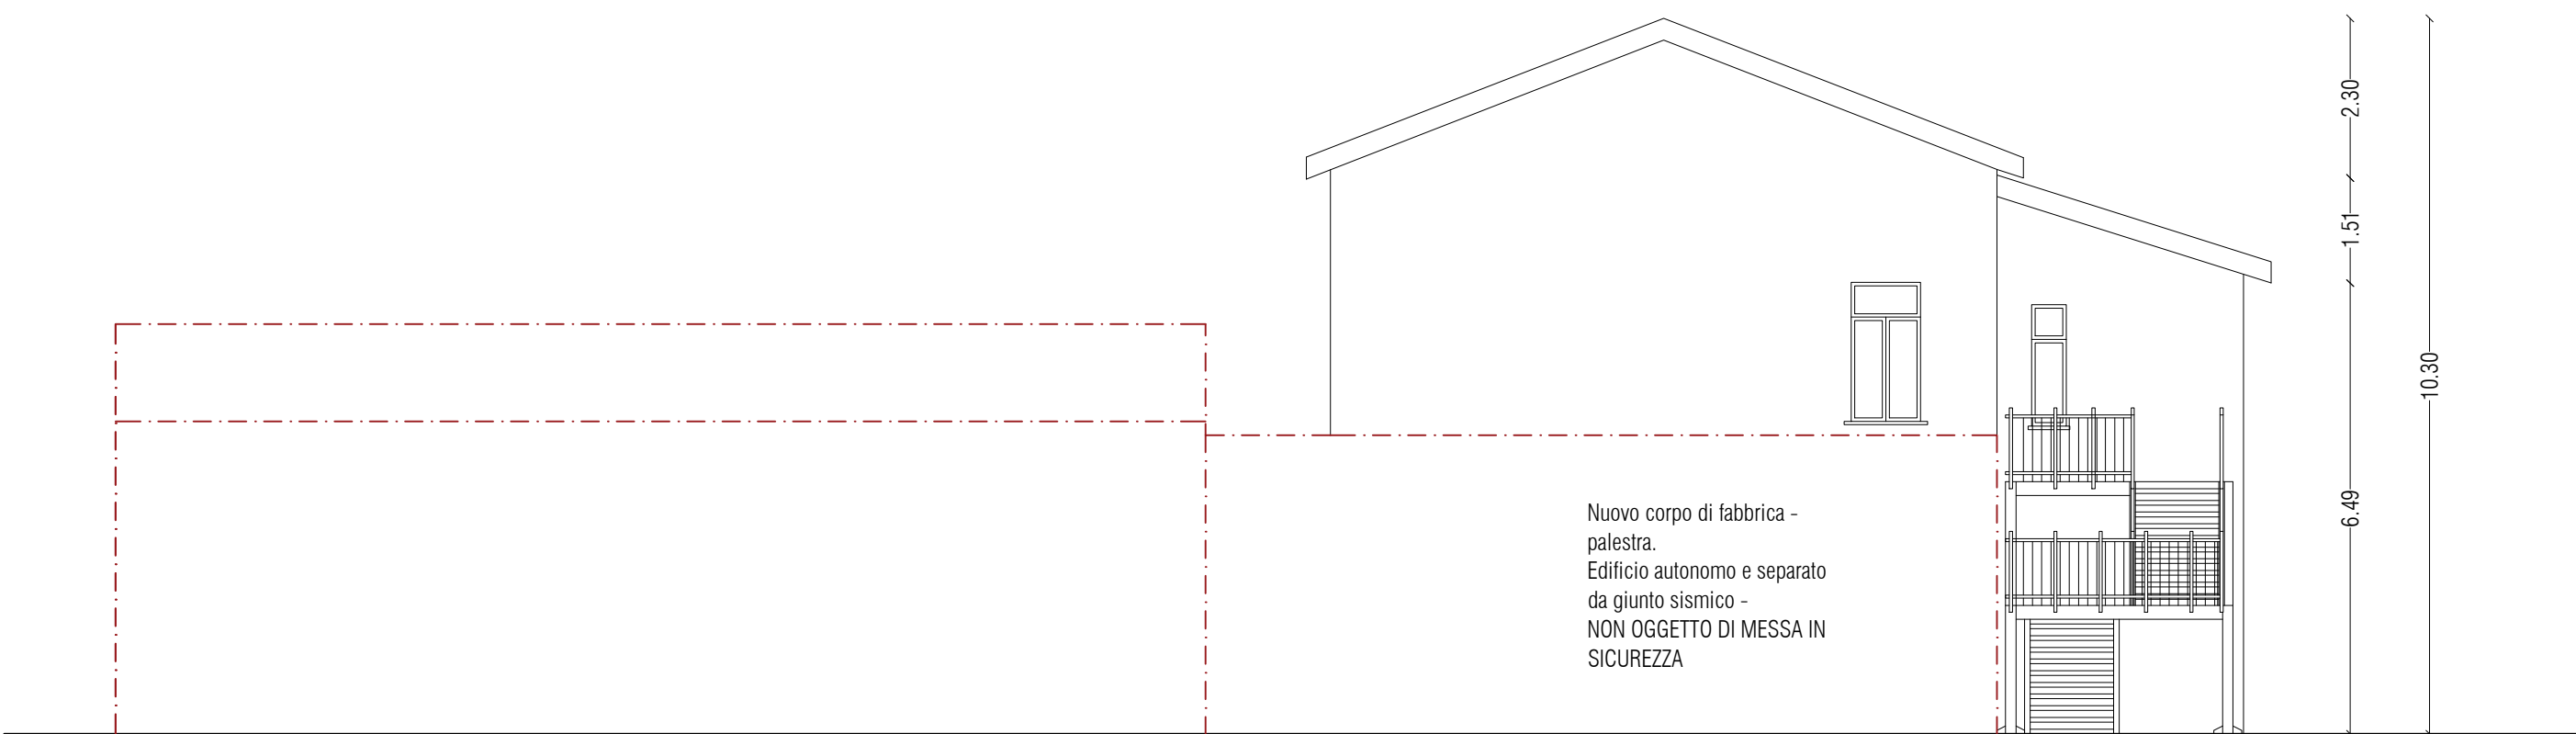 2.30
1.51
10.30
6.49
Nuovo corpo di fabbrica -
palestra.
Edificio autonomo e separato
da giunto sismico -
NON OGGETTO DI MESSA IN
SICUREZZA